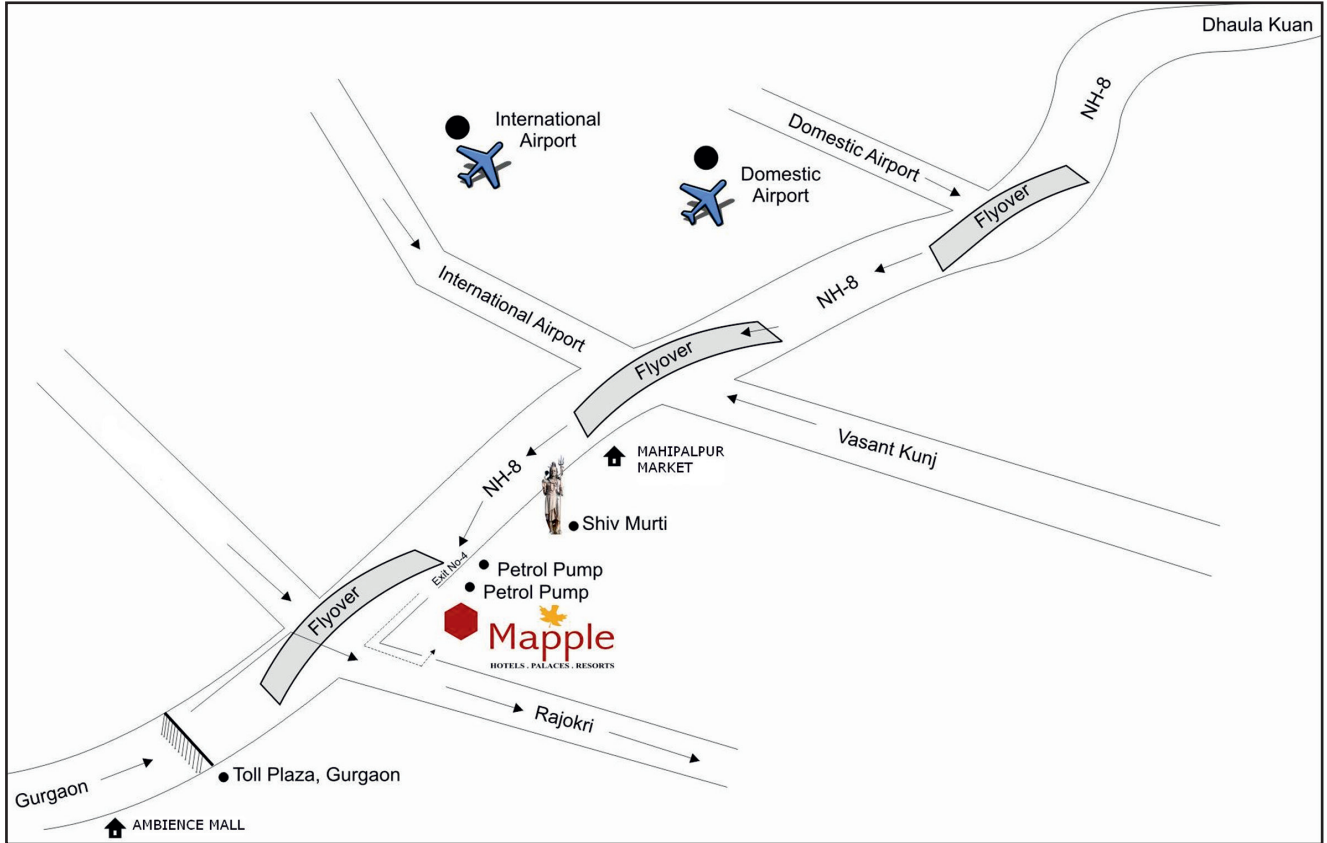 Dhaula Kuan
NH-8
International
Airport
Domestic Airport
Domestic
Airport
Flyover
International Airport
NH-8
Flyover
Vasant Kunj
MAHIPALPUR
MARKET
NH-8
Shiv Murti
Exit No-4
Petrol Pump
Petrol Pump
Flyover
Mapple
HOTELS . PALACES . RESORTS
Rajokri
Toll Plaza, Gurgaon
Gurgaon
AMBIENCE MALL